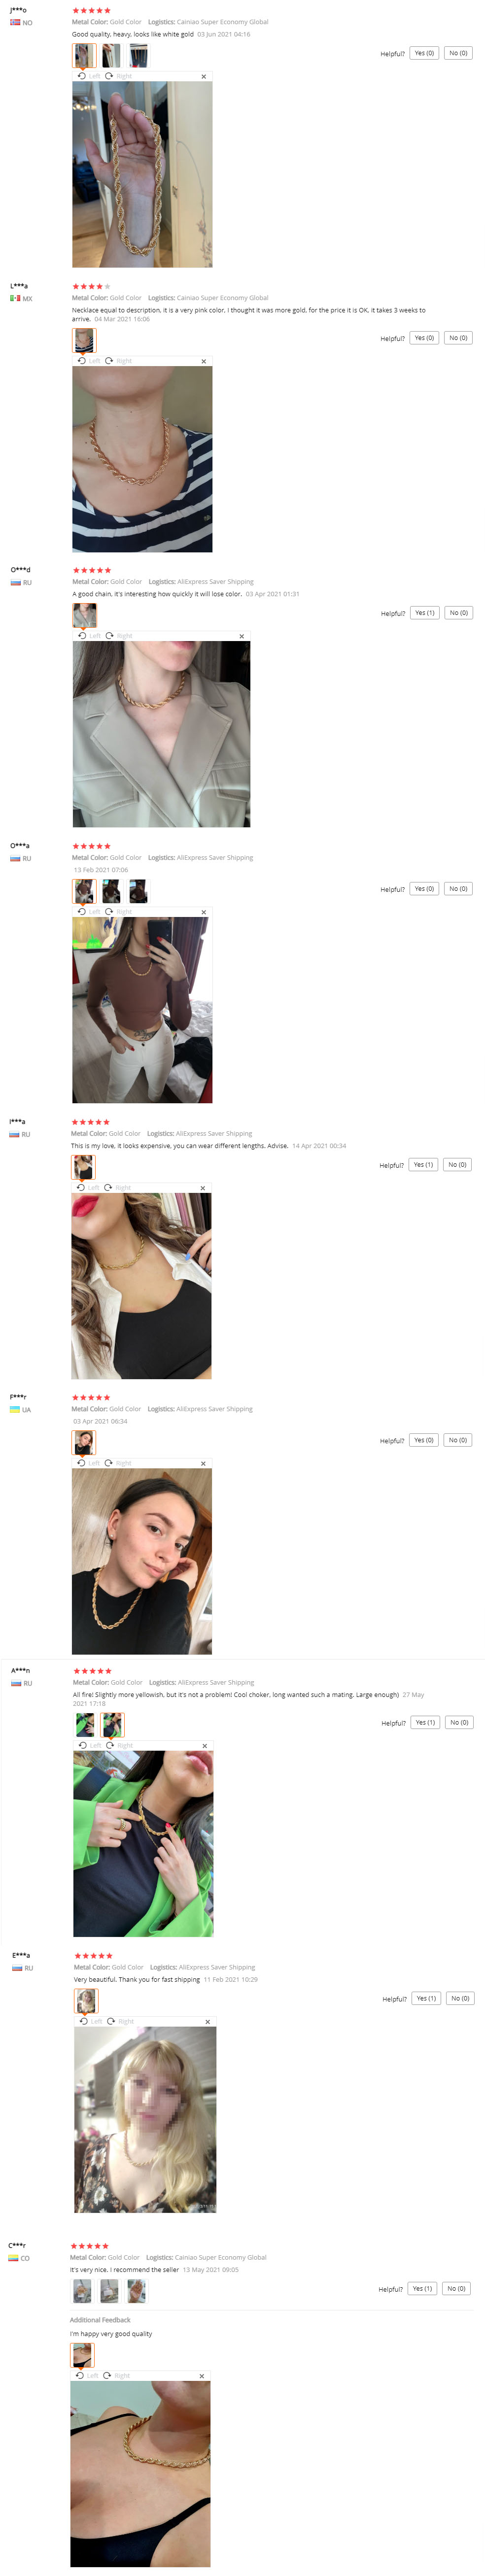 J***o
NO
Metal Color: Gold Color Logistics: Cainiao Super Economy Global
Good quality, heavy, looks like white gold 03 Jun 2021 04:16
Helpful? Yes (0) No (0)
Left Right x
L***a
MX
Metal Color: Gold Color Logistics: Cainiao Super Economy Global
Necklace equal to description, it is a very pink color, I thought it was more gold, for the price it is OK, it takes 3 weeks to
arrive. 04 Mar 2021 16:06
Helpful? Yes (0) No (0)
Left Right x
O***d
RU
Metal Color: Gold Color Logistics: AliExpress Saver Shipping
A good chain, it's interesting how quickly it will lose color. 03 Apr 2021 01:31
Helpful? Yes (1) No (0)
Left Right x
O***a
RU
Metal Color: Gold Color Logistics: AliExpress Saver Shipping
13 Feb 2021 07:06
Helpful? Yes (0) No (0)
Left Right x
I***a
RU
Metal Color: Gold Color Logistics: AliExpress Saver Shipping
This is my love, it looks expensive, you can wear different lengths. Advise. 14 Apr 2021 00:34
Helpful? Yes (1) No (0)
Left Right x
F***r
UA
Metal Color: Gold Color Logistics: AliExpress Saver Shipping
03 Apr 2021 06:34
Helpful? Yes (0) No (0)
Left Right x
A***n
RU
Metal Color: Gold Color Logistics: AliExpress Saver Shipping
All fire! Slightly more yellowish, but it's not a problem! Cool choker, long wanted such a mating. Large enough) 27 May
2021 17:18
Helpful? Yes (1) No (0)
Left Right x
E***a
RU
Metal Color: Gold Color Logistics: AliExpress Saver Shipping
Very beautiful. Thank you for fast shipping 11 Feb 2021 10:29
Helpful? Yes (1) No (0)
Left Right x
C***r
CO
Metal Color: Gold Color Logistics: Cainiao Super Economy Global
It's very nice. I recommend the seller 13 May 2021 09:05
Helpful? Yes (1) No (0)
Additional Feedback
I'm happy very good quality
Left Right x